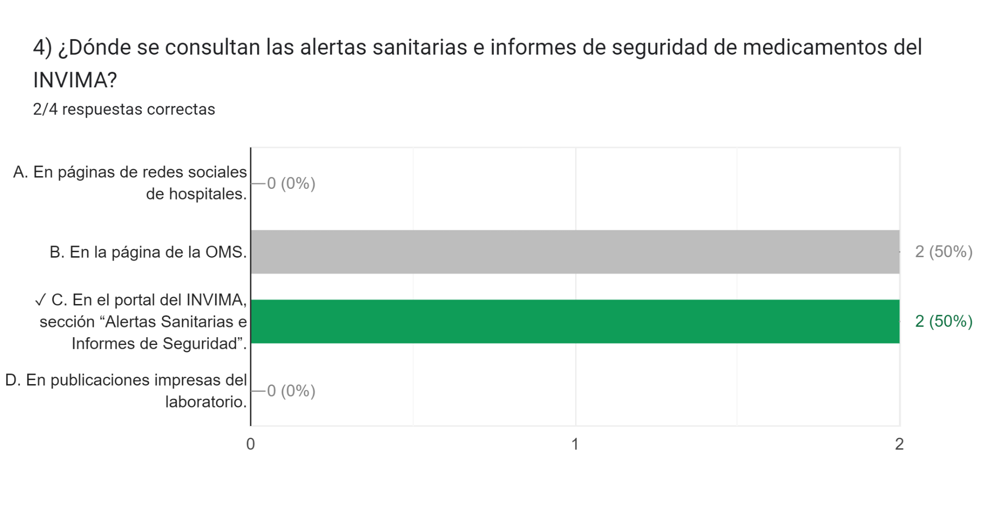 4) ¿Dónde se consultan las alertas sanitarias e informes de seguridad de medicamentos del
INVIMA?
2/4 respuestas correctas
A. En páginas de redes sociales
de hospitales.
0 (0%)
B. En la página de la OMS.
2 (50%)
✓ C. En el portal del INVIMA,
sección “Alertas Sanitarias e
Informes de Seguridad”.
2 (50%)
D. En publicaciones impresas del
laboratorio.
0 (0%)
0 1 2